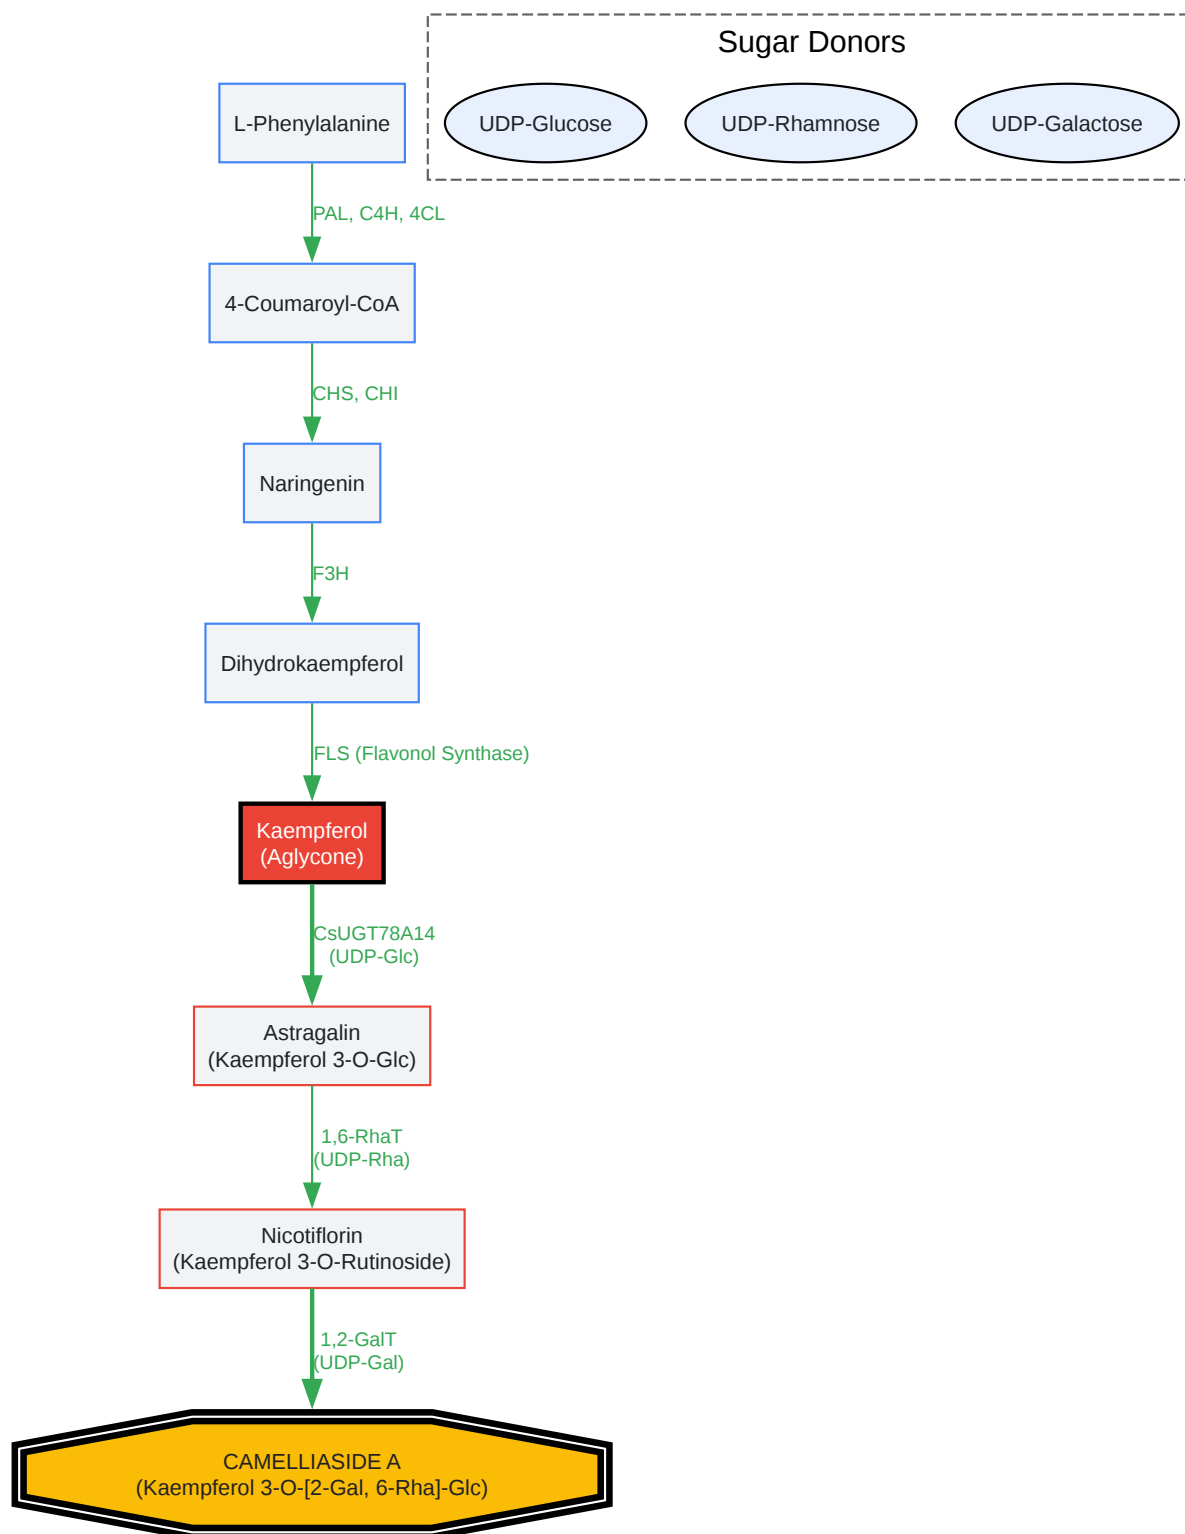 Sugar Donors
L-Phenylalanine
UDP-Glucose
UDP-Rhamnose
UDP-Galactose
PAL, C4H, 4CL
4-Coumaroyl-CoA
CHS, CHI
Naringenin
F3H
Dihydrokaempferol
FLS (Flavonol Synthase)
Kaempferol
(Aglycone)
CsUGT78A14
(UDP-Glc)
Astragalin
(Kaempferol 3-O-Glc)
1,6-RhaT
(UDP-Rha)
Nicotiflorin
(Kaempferol 3-O-Rutinoside)
1,2-GalT
(UDP-Gal)
CAMELLIASIDE A
(Kaempferol 3-O-[2-Gal, 6-Rha]-Glc)